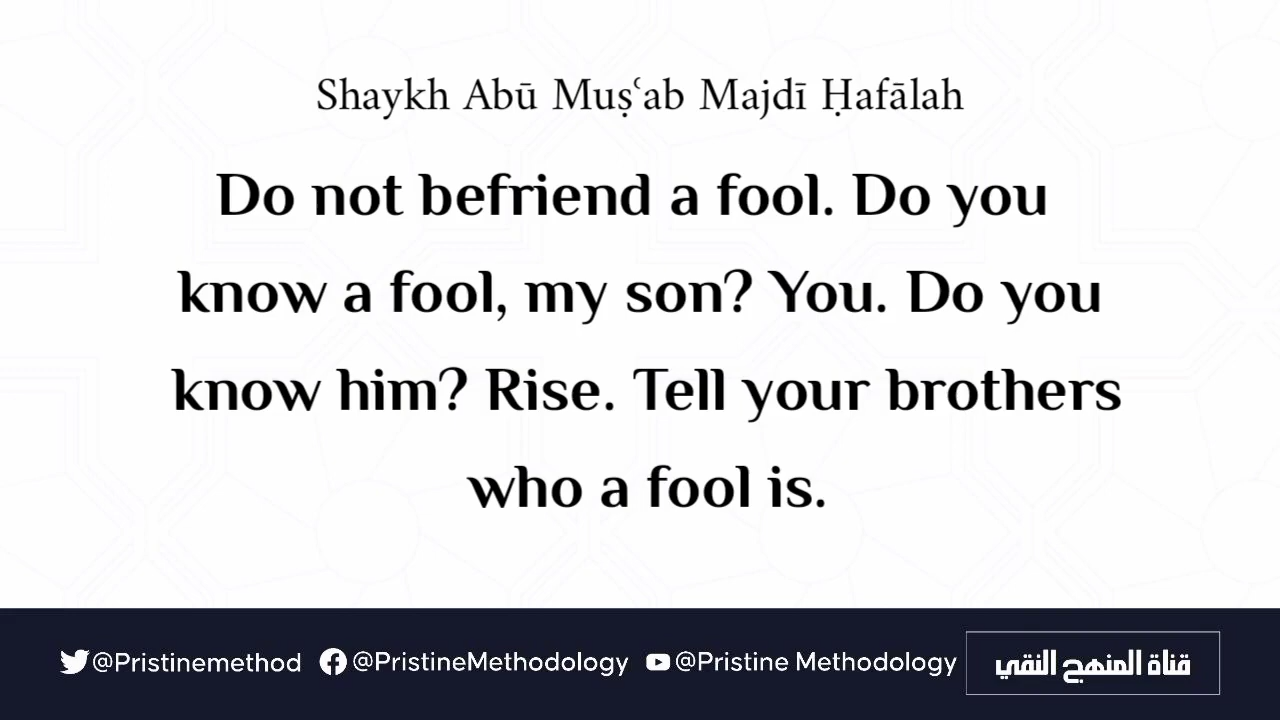 Shaykh Abū Muṣʿab Majdī Ḥafālah
Do not befriend a fool. Do you
know a fool, my son? You. Do you
know him? Rise. Tell your brothers
who a fool is.
@Pristinemethod @PristineMethodology @Pristine Methodology قناة المنهج النقي